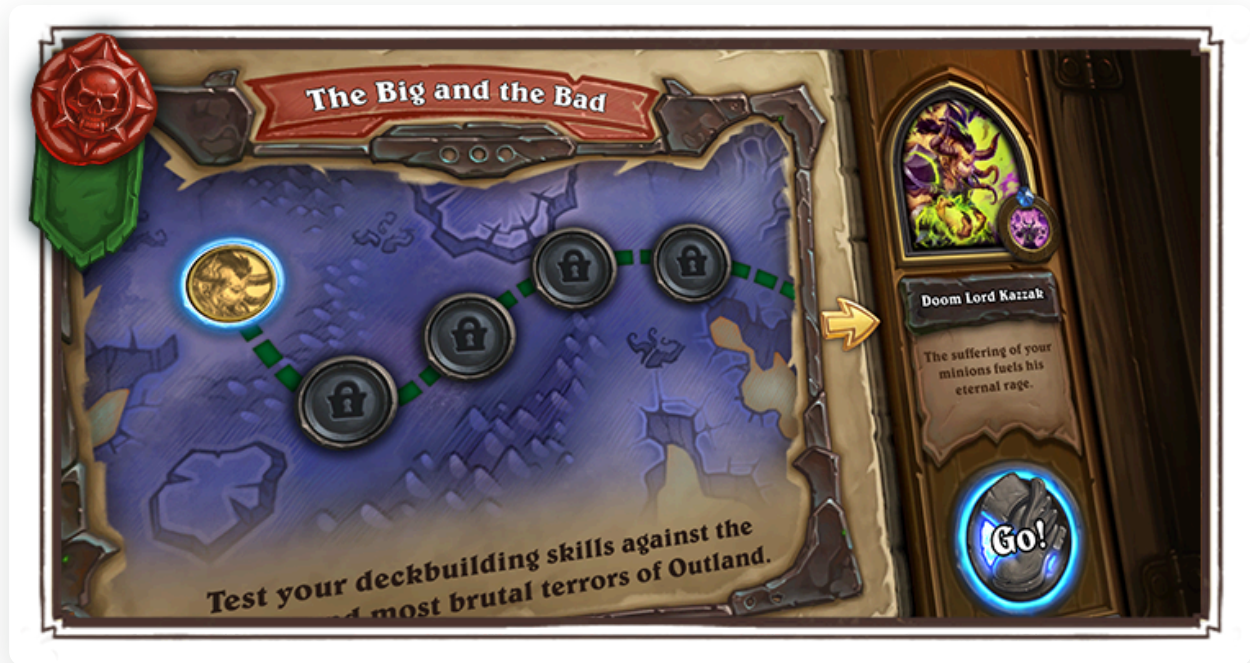 The Big and the Bad
Doom Lord Kazzak
The suffering of your
minions fuels his
eternal rage.
Go!
Test your deckbuilding skills against the
most brutal terrors of Outland.